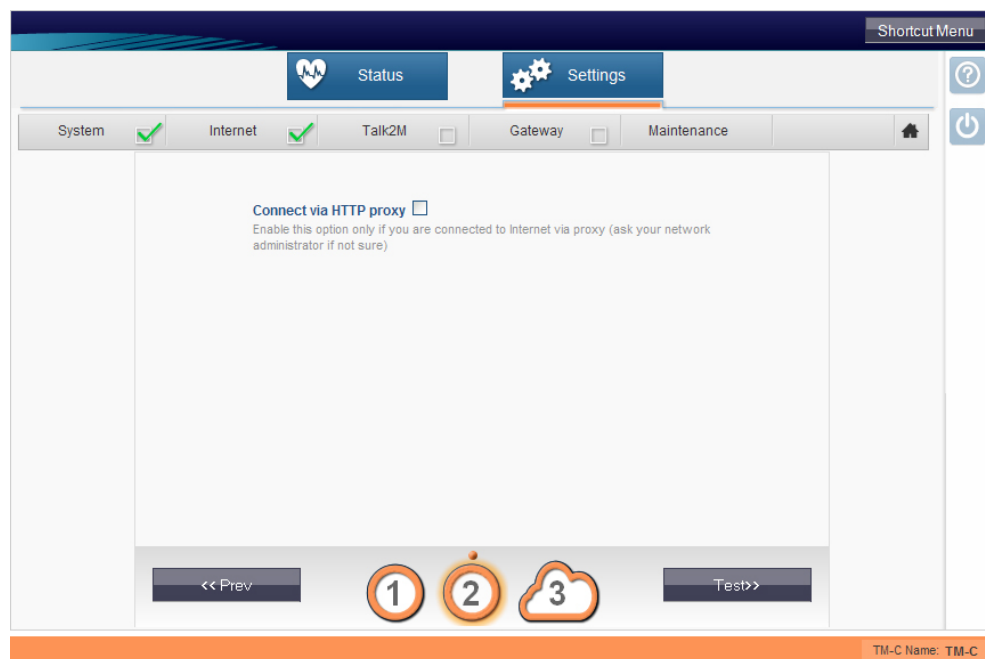 Shortcut Menu
Status
Settings
System
Internet
Talk2M
Gateway
Maintenance
Connect via HTTP proxy
Enable this option only if you are connected to Internet via proxy (ask your network
administrator if not sure)
<< Prev
1
2
3
Test>>
TM-C Name: TM-C